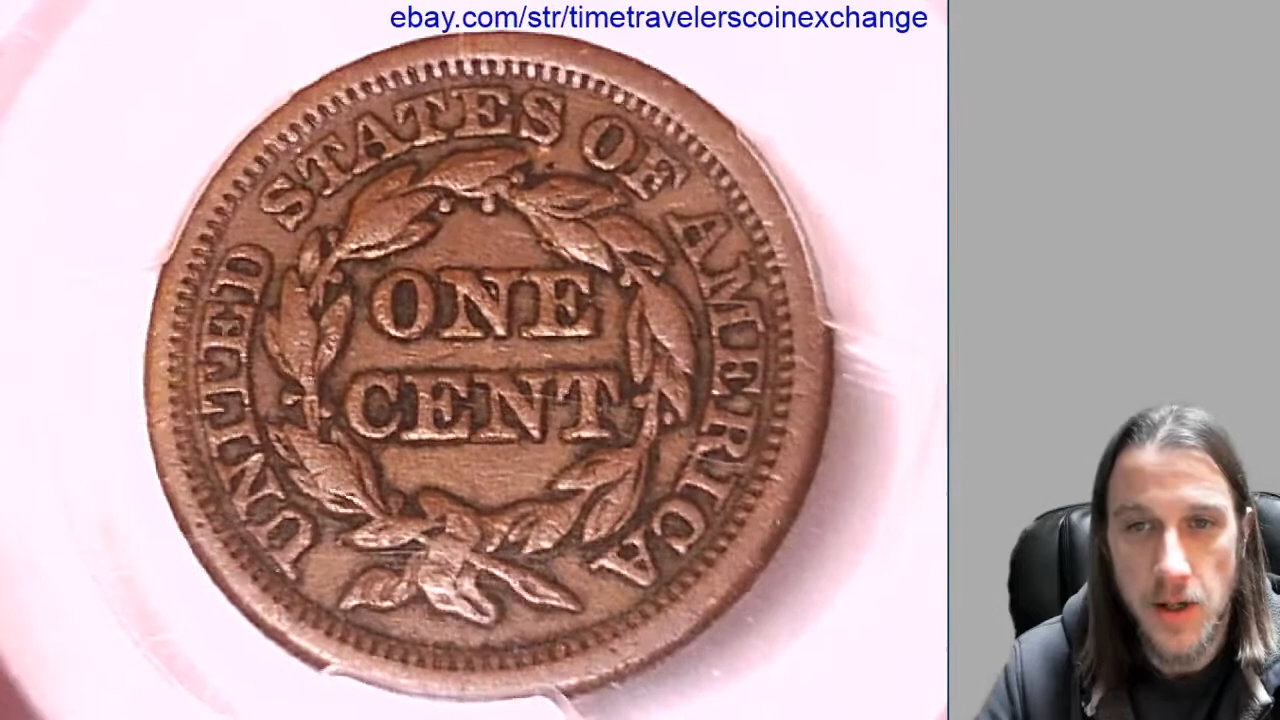 ebay.com/str/timetravelerscoinexchange
UNITED STATES OF AMERICA
ONE
CENT